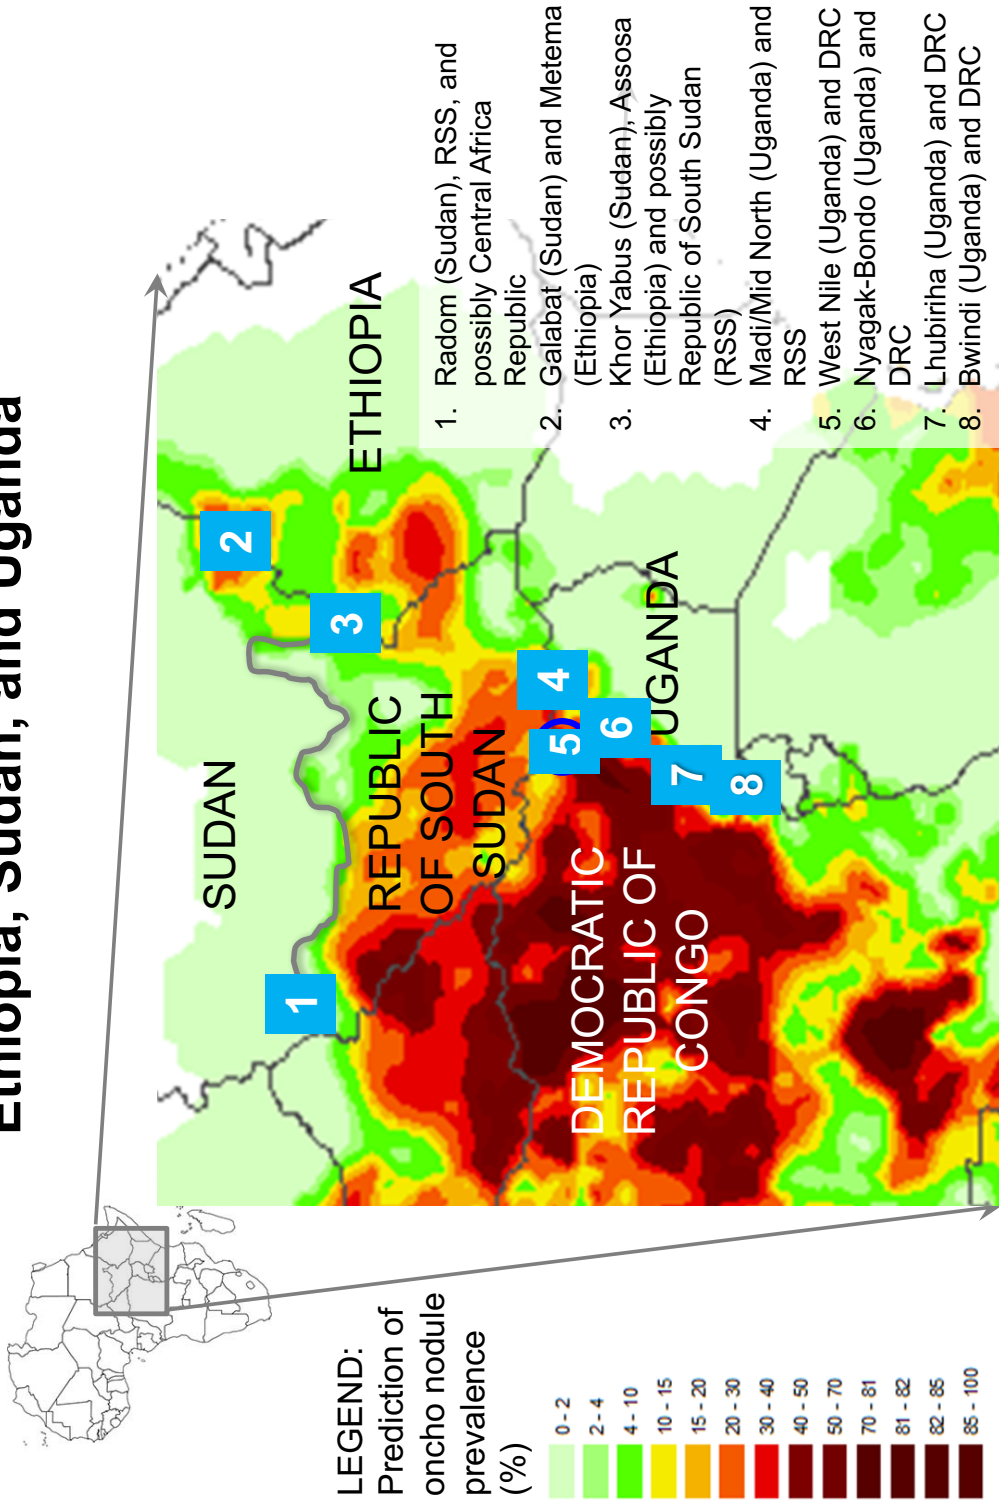 Ethiopia, Sudan, and Uganda
SUDAN
ETHIOPIA
REPUBLIC
OF SOUTH
SUDAN
UGANDA
DEMOCRATIC
REPUBLIC OF
CONGO
1
2
3
4
5
6
7
8
LEGEND:
Prediction of
oncho nodule
prevalence
(%)
0 - 2
2 - 4
4 - 10
10 - 15
15 - 20
20 - 30
30 - 40
40 - 50
50 - 70
70 - 81
81 - 82
82 - 85
85 - 100
1. Radom (Sudan), RSS, and
possibly Central Africa
Republic
2. Galabat (Sudan) and Metema
(Ethiopia)
3. Khor Yabus (Sudan), Assosa
(Ethiopia) and possibly
Republic of South Sudan
(RSS)
4. Madi/Mid North (Uganda) and
RSS
5. West Nile (Uganda) and DRC
6. Nyagak-Bondo (Uganda) and
DRC
7. Lhubiriha (Uganda) and DRC
8. Bwindi (Uganda) and DRC